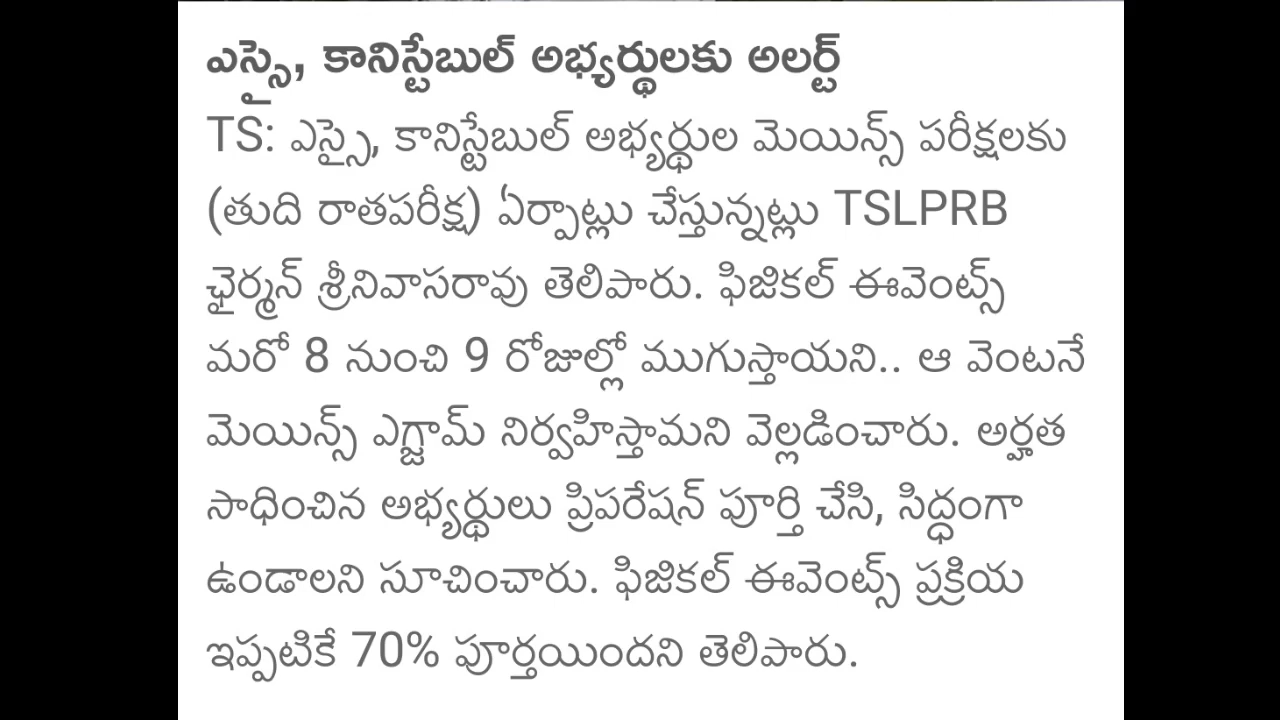 ఎస్సై, కానిస్టేబుల్ అభ్యర్థులకు అలర్ట్
TS: ఎస్సై, కానిస్టేబుల్ అభ్యర్థుల మెయిన్స్ పరీక్షలకు
(తుది రాతపరీక్ష) ఏర్పాట్లు చేస్తున్నట్లు TSLPRB
ఛైర్మన్ శ్రీనివాసరావు తెలిపారు. ఫిజికల్ ఈవెంట్స్
మరో 8 నుంచి 9 రోజుల్లో ముగుస్తాయని.. ఆ వెంటనే
మెయిన్స్ ఎగ్జామ్ నిర్వహిస్తామని వెల్లడించారు. అర్హత
సాధించిన అభ్యర్థులు ప్రిపరేషన్ పూర్తి చేసి, సిద్ధంగా
ఉండాలని సూచించారు. ఫిజికల్ ఈవెంట్స్ ప్రక్రియ
ఇప్పటికే 70% పూర్తయిందని తెలిపారు.